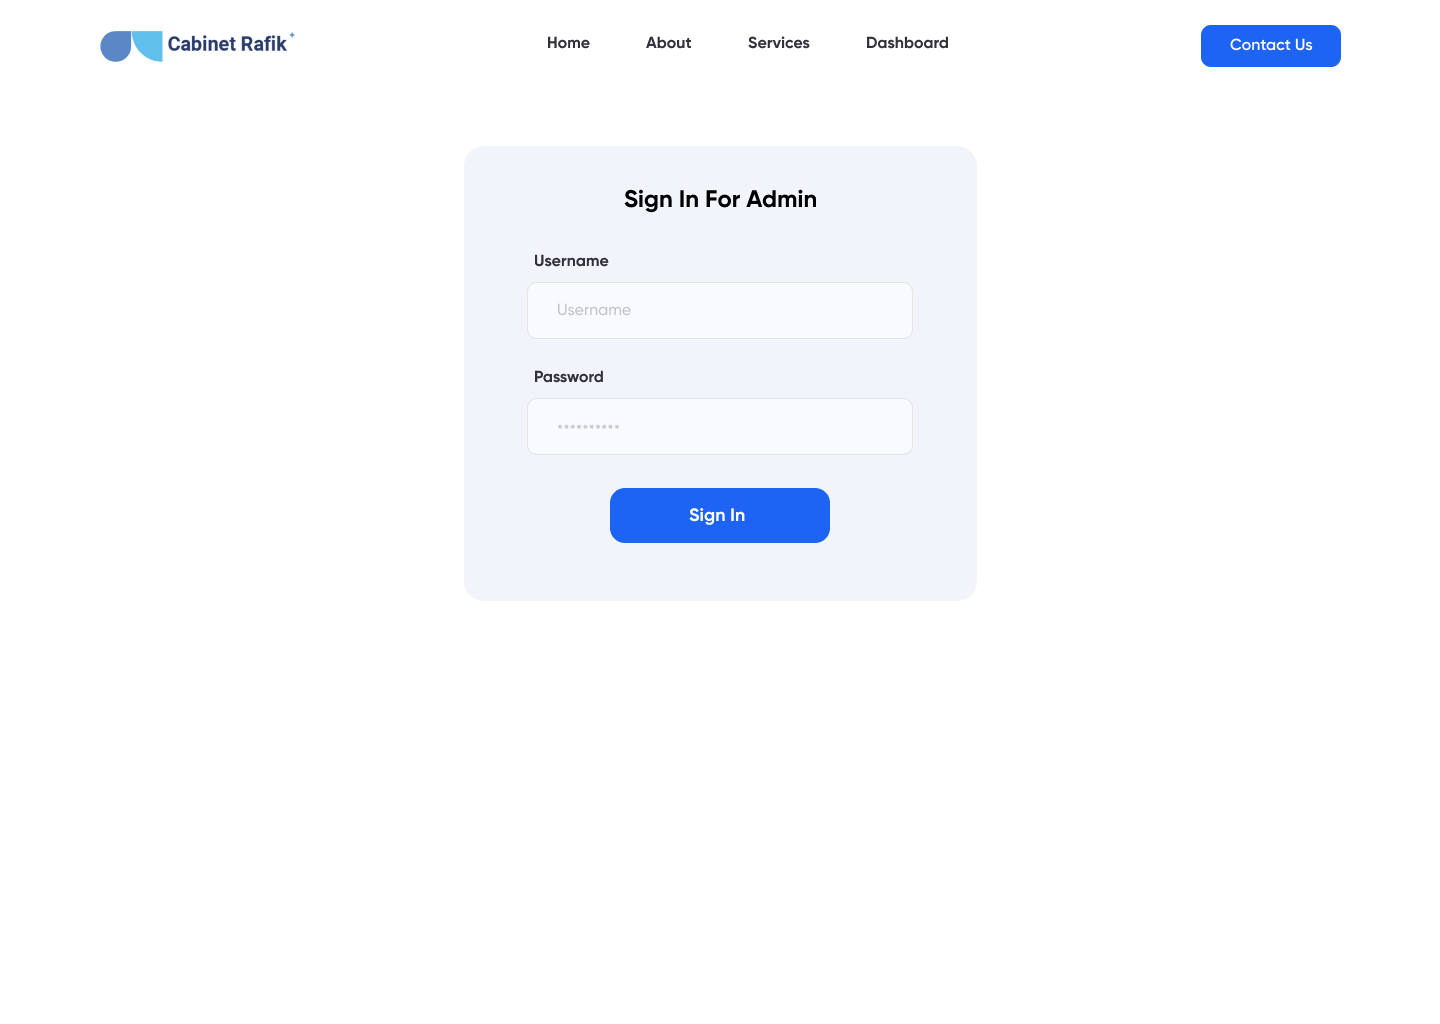 Cabinet Rafik
Home
About
Services
Dashboard
Contact Us
Sign In For Admin
Username
Username
Password
••••••••••
Sign In